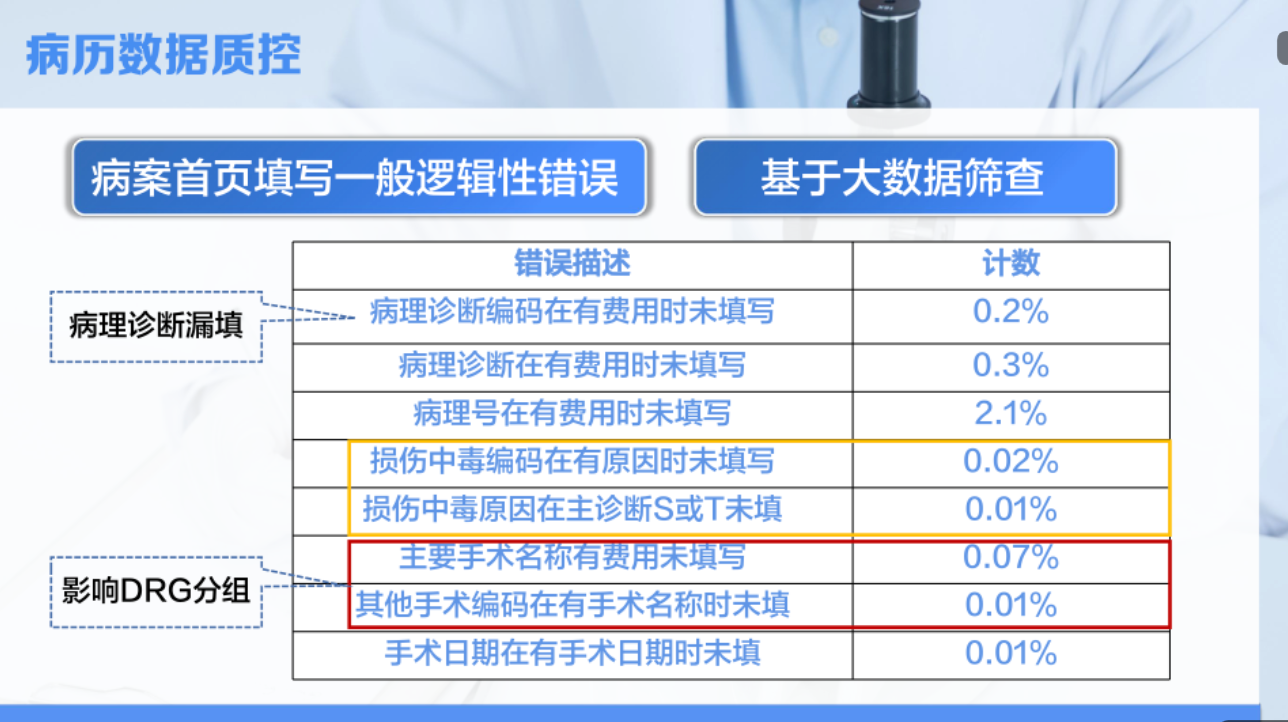 病历数据质控
病案首页填写一般逻辑性错误
基于大数据筛查
错误描述 计数
病理诊断漏填
病理诊断编码在有费用时未填写 0.2%
病理诊断在有费用时未填写 0.3%
病理号在有费用时未填写 2.1%
损伤中毒编码在有原因时未填写 0.02%
损伤中毒原因在主诊断S或T未填 0.01%
主要手术名称有费用未填写 0.07%
影响DRG分组
其他手术编码在有手术名称时未填 0.01%
手术日期在有手术日期时未填 0.01%